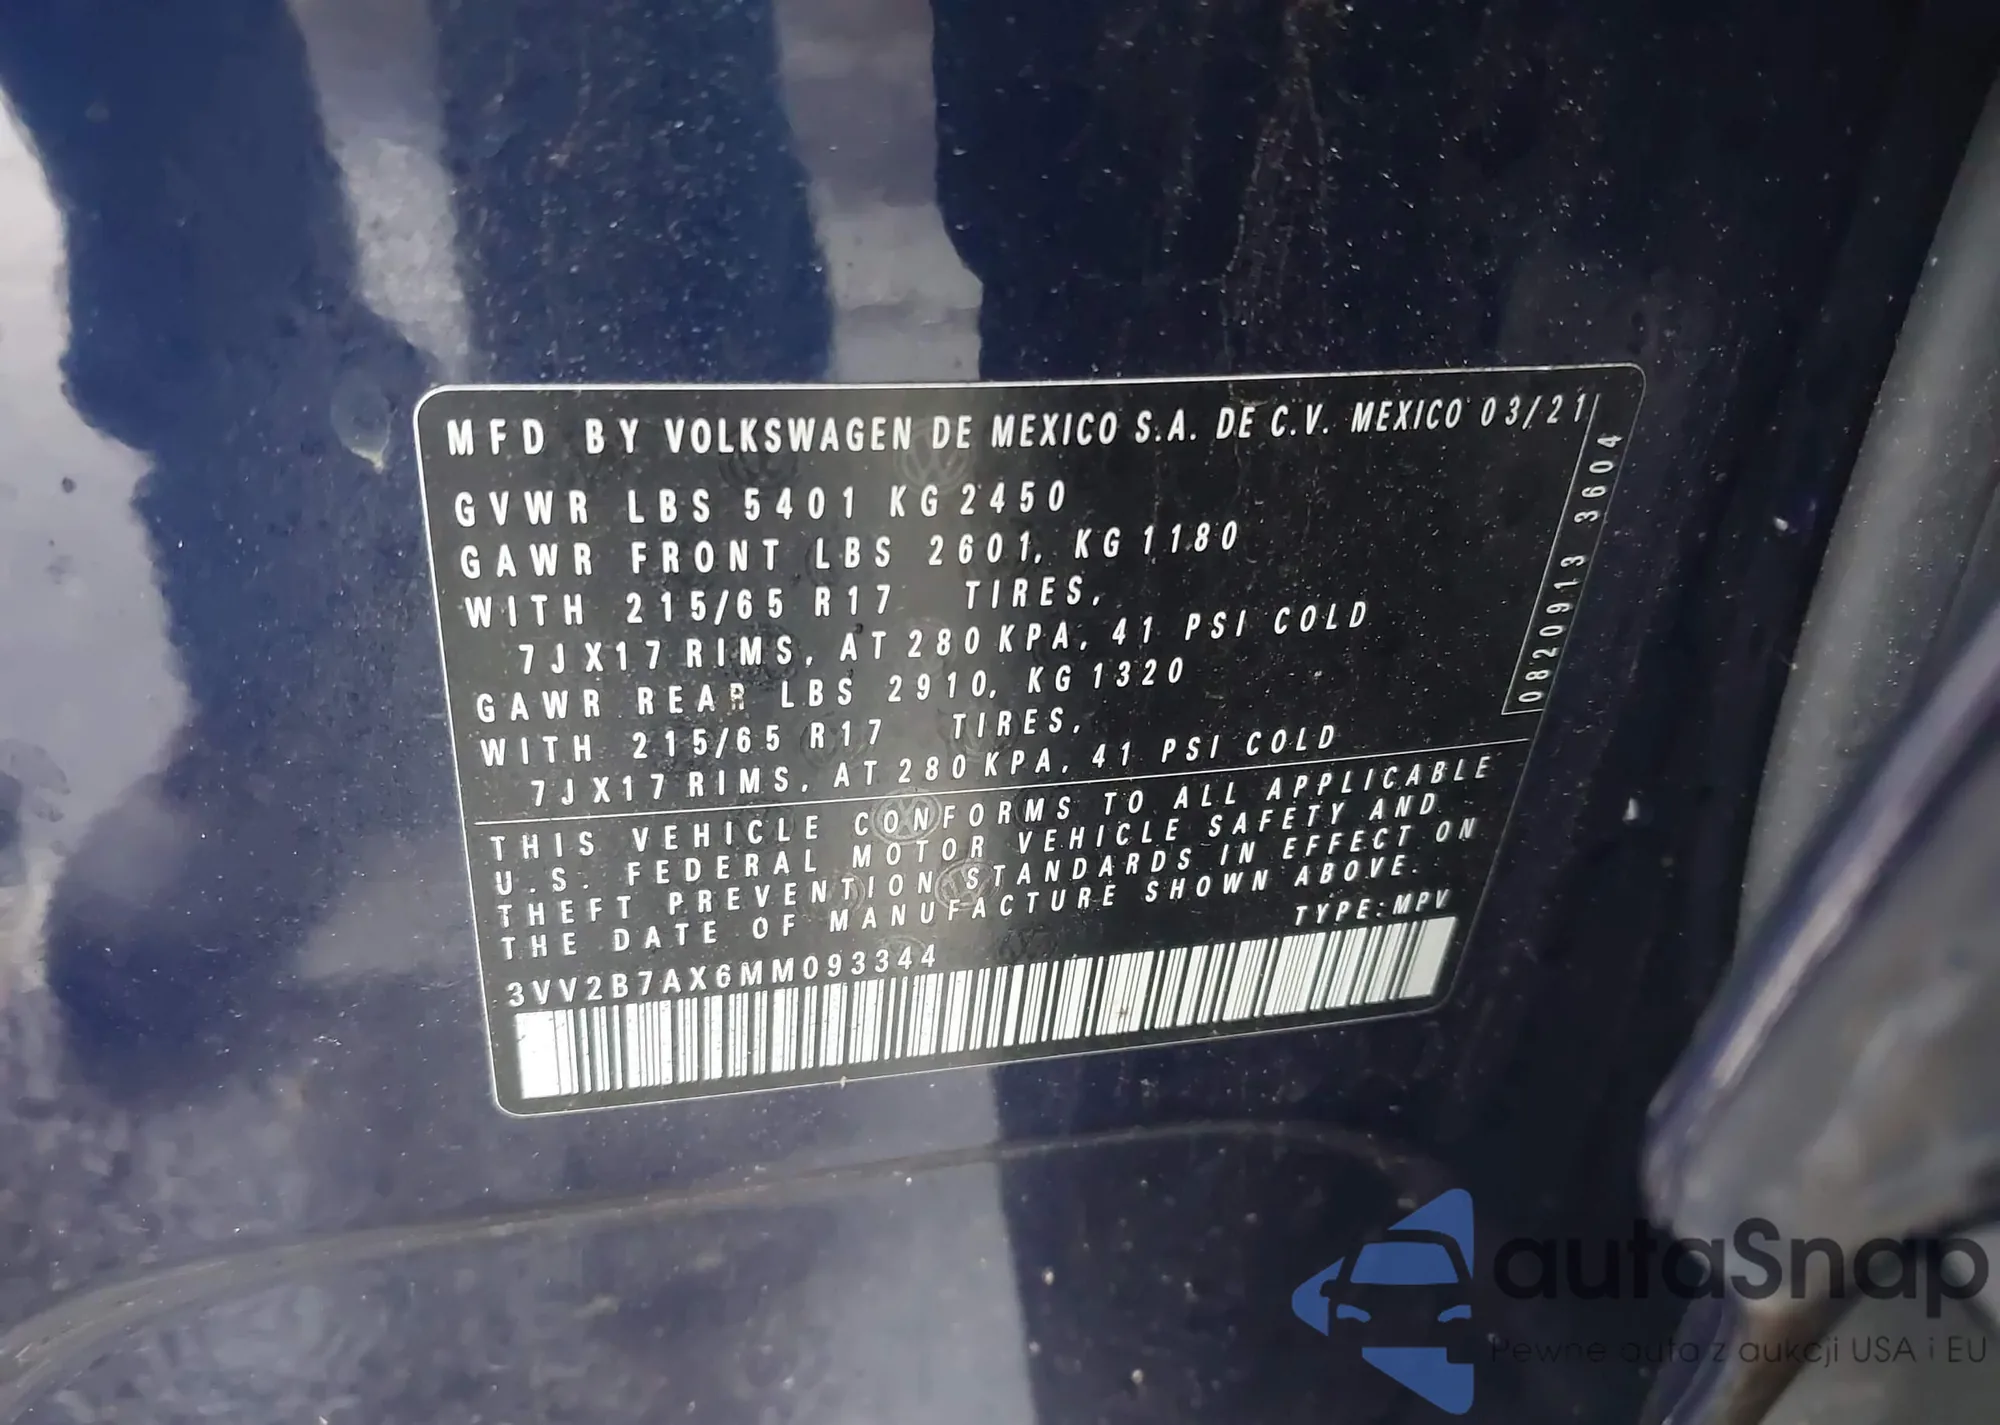 MFD BY VOLKSWAGEN DE MEXICO S.A. DE C.V. MEXICO 03/21
GVWR LBS 5401 KG 2450
GAWR FRONT LBS 2601, KG 1180
WITH 215/65 R17 TIRES,
7JX17 RIMS, AT 280 KPA, 41 PSI COLD
GAWR REAR LBS 2910, KG 1320
WITH 215/65 R17 TIRES,
7JX17 RIMS, AT 280 KPA, 41 PSI COLD
0820913 3604
THIS VEHICLE CONFORMS TO ALL APPLICABLE
U.S. FEDERAL MOTOR VEHICLE SAFETY AND
THEFT PREVENTION STANDARDS IN EFFECT ON
THE DATE OF MANUFACTURE SHOWN ABOVE.
TYPE:MPV
3VV2B7AX6MM093344
autaSnap
Pewne auta z aukcji USA i EU